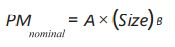 PM nominal = A × (Size) B